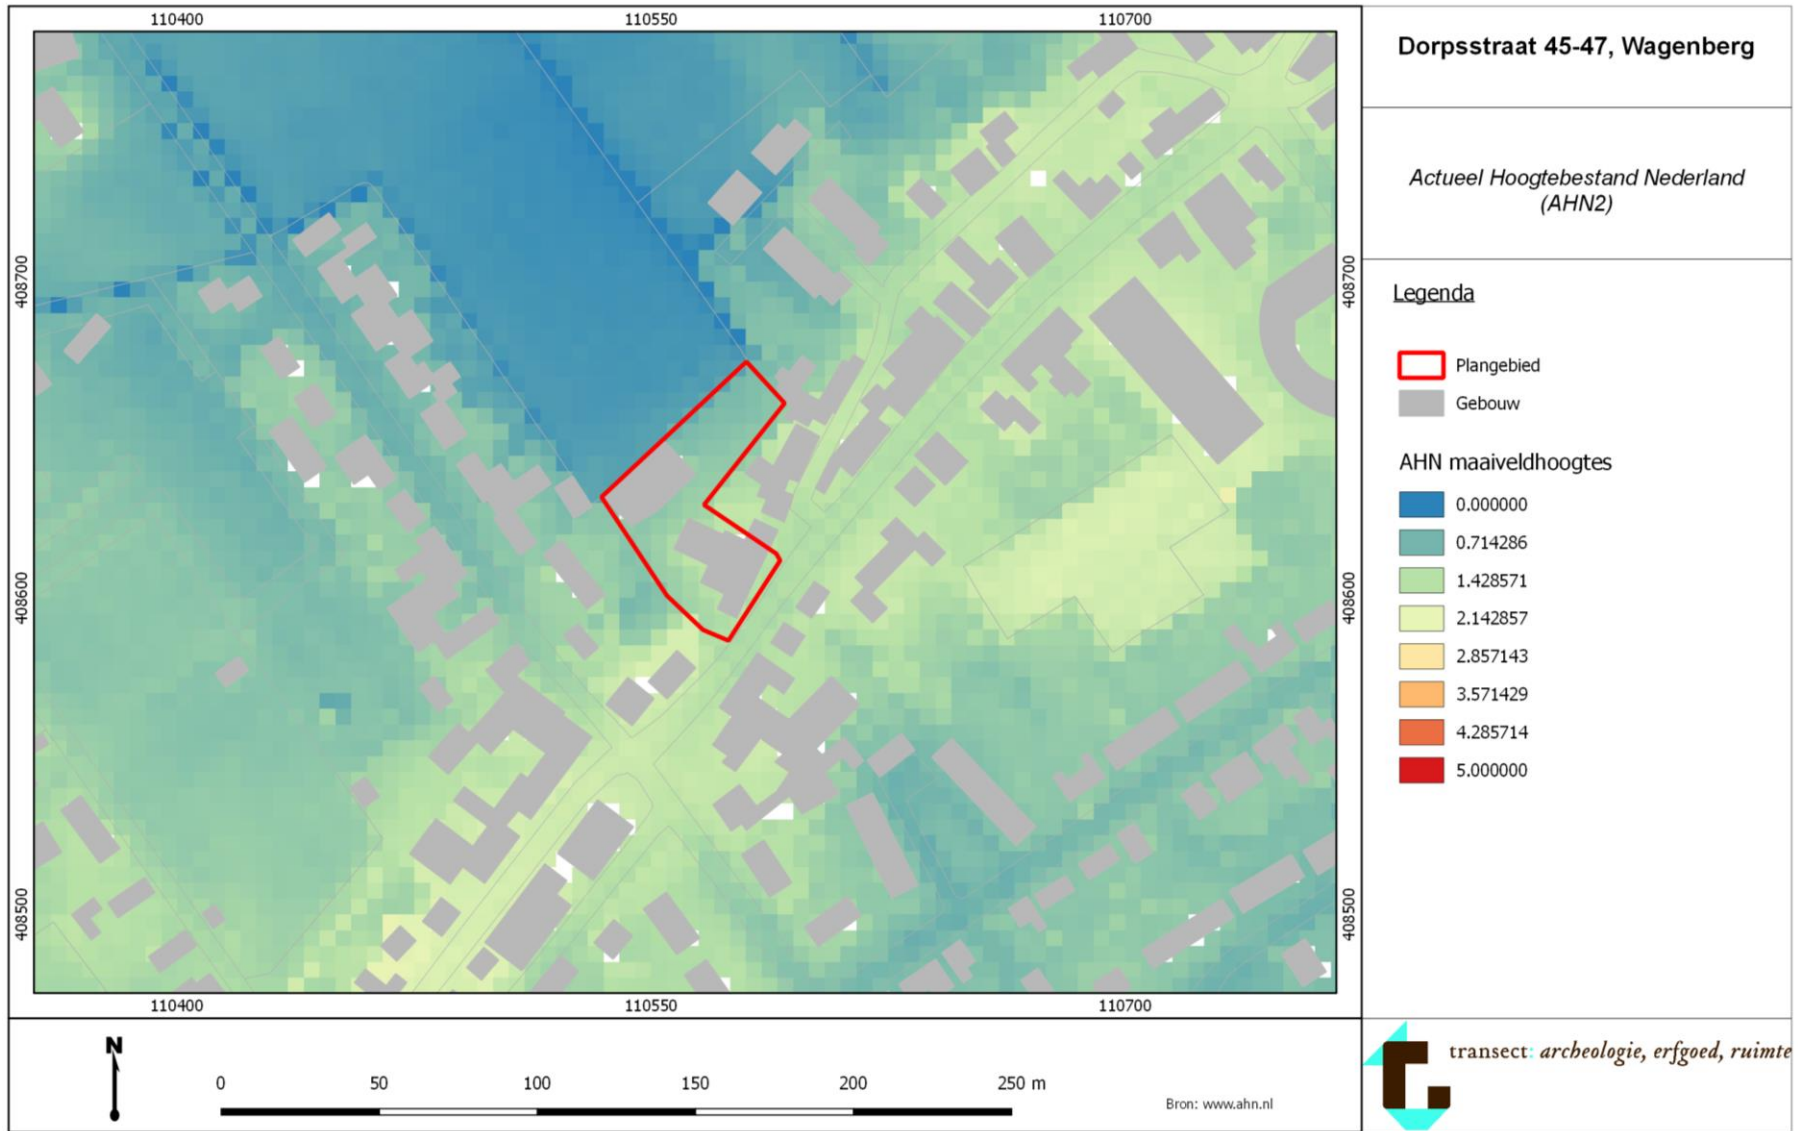 110400
110550
110700
408700
408600
408500
408700
408600
408500
110400
110550
110700
N
0
50
100
150
200
250 m
Bron: www.ahn.nl
Dorpsstraat 45-47, Wagenberg
Actueel Hoogtebestand Nederland
(AHN2)
Legenda
Plangebied
Gebouw
AHN maaiveldhoogtes
0.000000
0.714286
1.428571
2.142857
2.857143
3.571429
4.285714
5.000000
transect: archeologie, erfgoed, ruimte